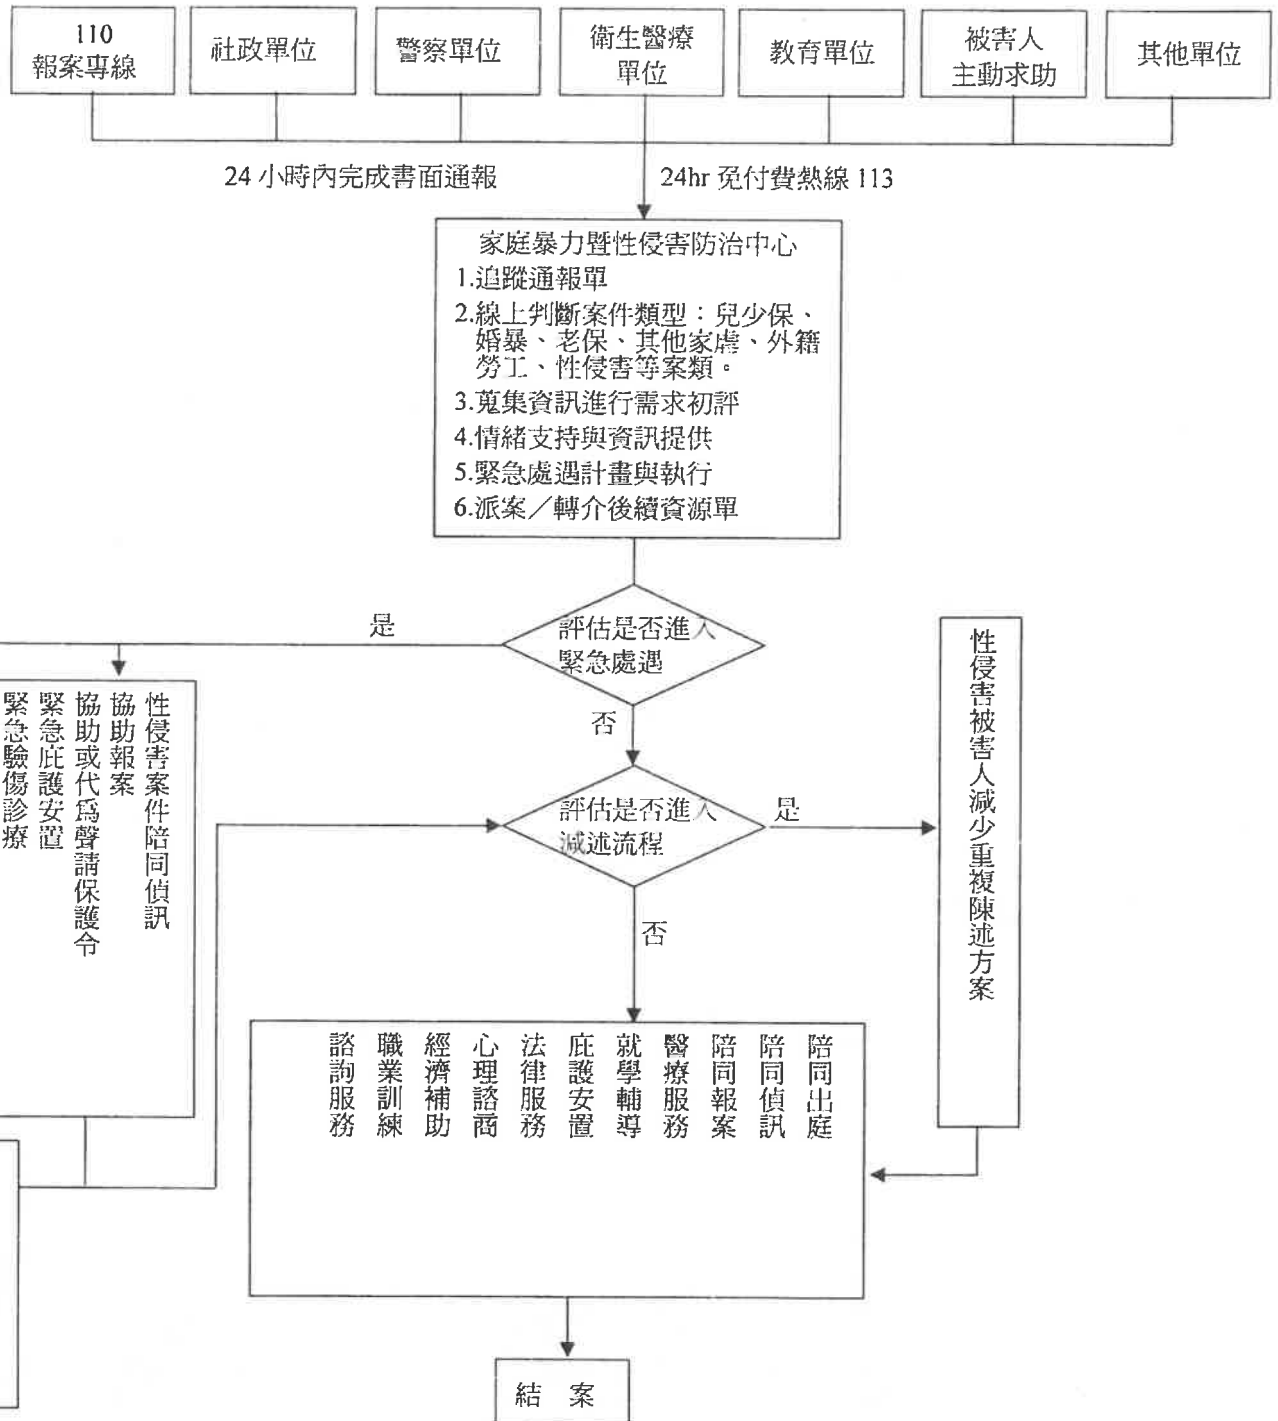 110
報案專線
社政單位
警察單位
衛生醫療
單位
教育單位
被害人
主動求助
其他單位
24 小時內完成書面通報
24hr 免付費熱線 113
家庭暴力暨性侵害防治中心
1.追蹤通報單
2.線上判斷案件類型：兒少保、
婚暴、老保、其他家虐、外籍
勞工、性侵害等案類。
3.蒐集資訊進行需求初評
4.情緒支持與資訊提供
5.緊急處遇計畫與執行
6.派案／轉介後續資源單
評估是否進入
緊急處遇
是
否
性侵害案件陪同偵訊
協助報案
協助或代為聲請保護令
緊急庇護安置
緊急驗傷診療
評估是否進入
減述流程
是
否
性侵害被害人減少重複陳述方案
陪同出庭
陪同偵訊
陪同報案
醫療服務
就學輔導
庇護安置
法律服務
心理諮商
經濟補助
職業訓練
諮詢服務
結 案